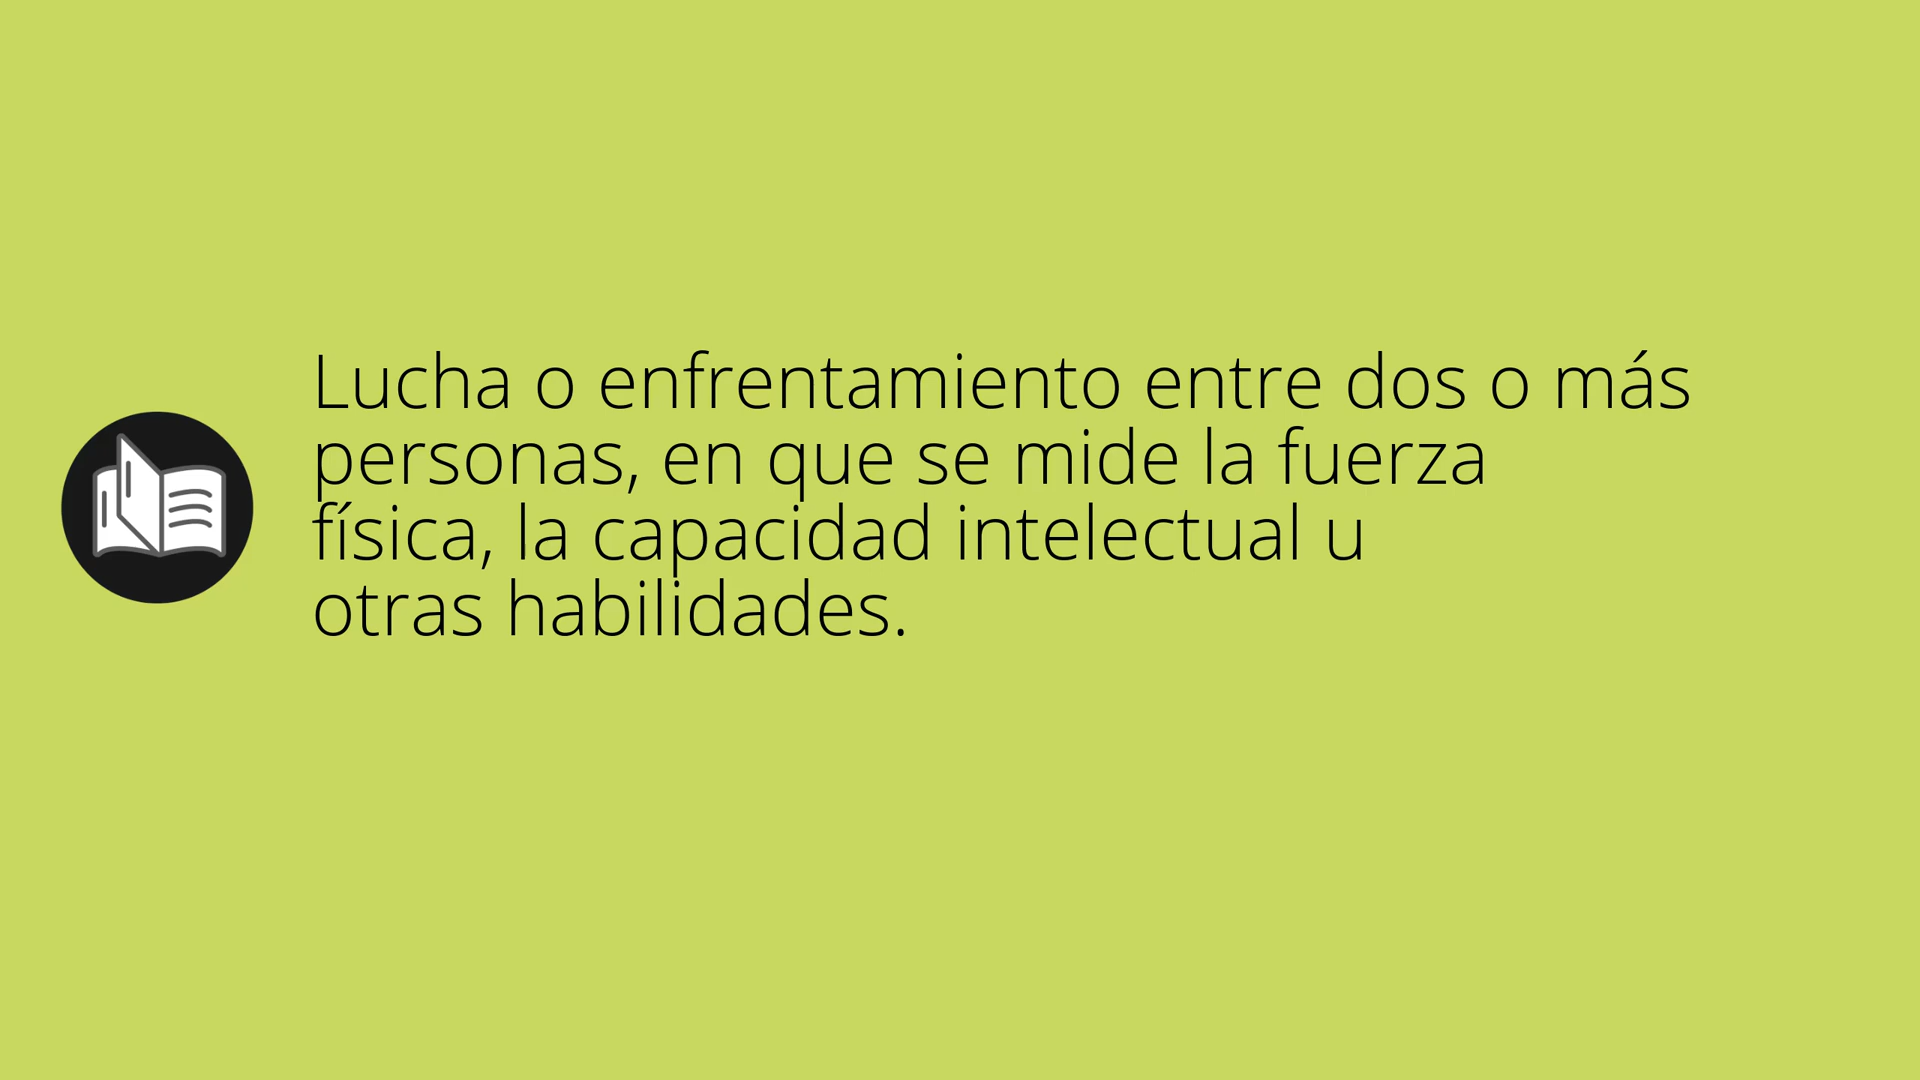 Lucha o enfrentamiento entre dos o más
personas, en que se mide la fuerza
física, la capacidad intelectual u
otras habilidades.